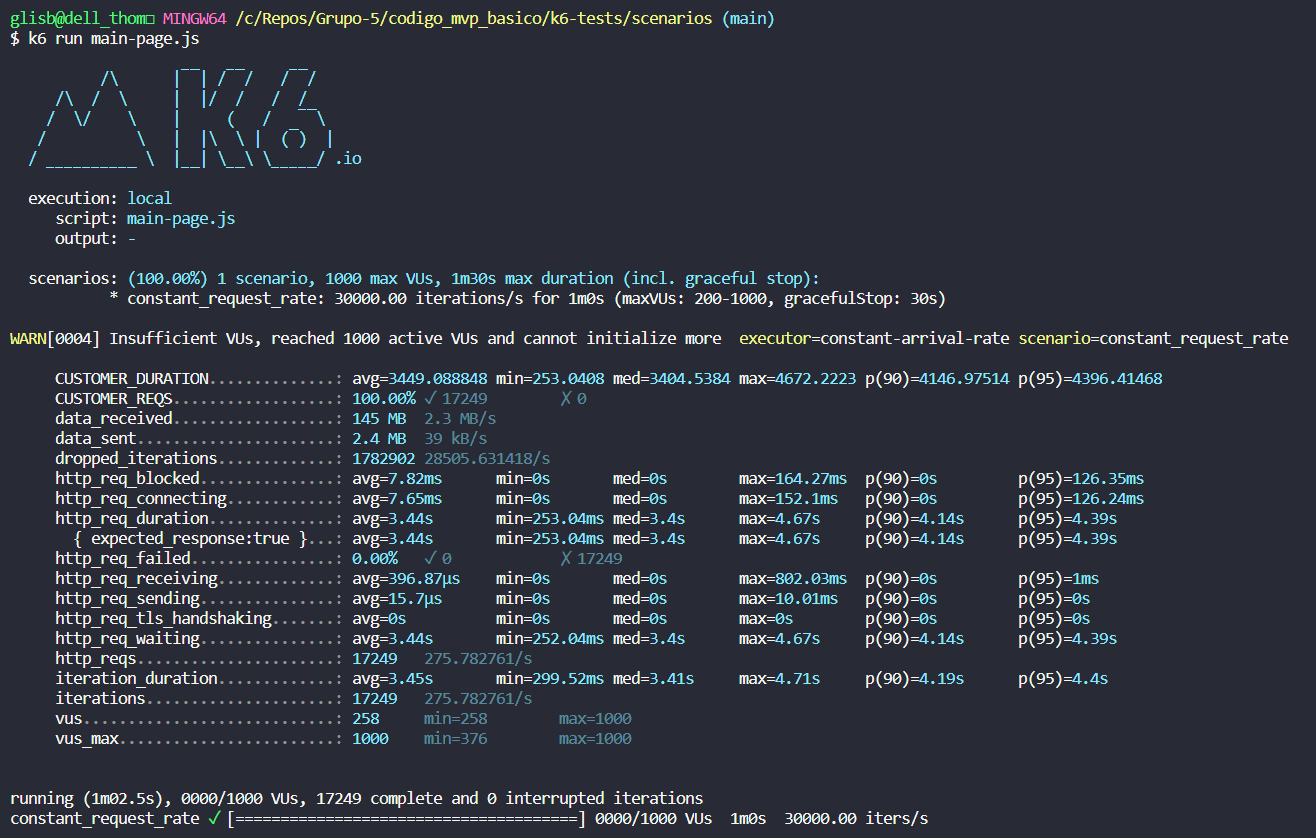 glisb@dell_thom□ MINGW64 /c/Repos/Grupo-5/codigo_mvp_basico/k6-tests/scenarios (main)
$ k6 run main-page.js
          /\      |‾‾| /‾‾/   /‾‾/
     /\  /  \     |  |/  /   /  /
    /  \/    \    |     (   /   ‾‾\
   /          \   |  |\  \ |  (‾)  |
  / __________ \  |__| \__\ \_____/ .io
execution: local
script: main-page.js
output: -
scenarios: (100.00%) 1 scenario, 1000 max VUs, 1m30s max duration (incl. graceful stop):
* constant_request_rate: 30000.00 iterations/s for 1m0s (maxVUs: 200-1000, gracefulStop: 30s)
WARN[0004] Insufficient VUs, reached 1000 active VUs and cannot initialize more  executor=constant-arrival-rate scenario=constant_request_rate
CUSTOMER_DURATION..............: avg=3449.088848 min=253.0408 med=3404.5384 max=4672.2223 p(90)=4146.97514 p(95)=4396.41468
CUSTOMER_REQS..................: 100.00% ✓ 17249 ✗ 0
data_received..................: 145 MB 2.3 MB/s
data_sent......................: 2.4 MB 39 kB/s
dropped_iterations.............: 1782902 28505.631418/s
http_req_blocked...............: avg=7.82ms min=0s med=0s max=164.27ms p(90)=0s p(95)=126.35ms
http_req_connecting............: avg=7.65ms min=0s med=0s max=152.1ms p(90)=0s p(95)=126.24ms
http_req_duration..............: avg=3.44s min=253.04ms med=3.4s max=4.67s p(90)=4.14s p(95)=4.39s
{ expected_response:true }...: avg=3.44s min=253.04ms med=3.4s max=4.67s p(90)=4.14s p(95)=4.39s
http_req_failed................: 0.00% ✓ 0 ✗ 17249
http_req_receiving.............: avg=396.87µs min=0s med=0s max=802.03ms p(90)=0s p(95)=1ms
http_req_sending...............: avg=15.7µs min=0s med=0s max=10.01ms p(90)=0s p(95)=0s
http_req_tls_handshaking.......: avg=0s min=0s med=0s max=0s p(90)=0s p(95)=0s
http_req_waiting...............: avg=3.44s min=252.04ms med=3.4s max=4.67s p(90)=4.14s p(95)=4.39s
http_reqs......................: 17249 275.782761/s
iteration_duration.............: avg=3.45s min=299.52ms med=3.41s max=4.71s p(90)=4.19s p(95)=4.4s
iterations.....................: 17249 275.782761/s
vus............................: 258 min=258 max=1000
vus_max........................: 1000 min=376 max=1000
running (1m02.5s), 0000/1000 VUs, 17249 complete and 0 interrupted iterations
constant_request_rate ✓ [======================================] 0000/1000 VUs  1m0s  30000.00 iters/s